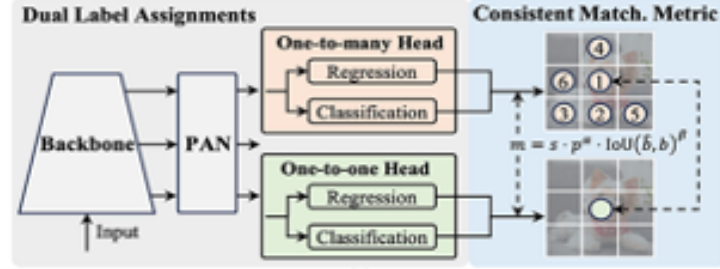 Dual Label Assignments
Consistent Match. Metric
One-to-many Head
Regression
Classification
Backbone
PAN
Input
One-to-one Head
Regression
Classification
4
6 1
3 2 5
m = s · p^α · IoU(b̂, b)^β